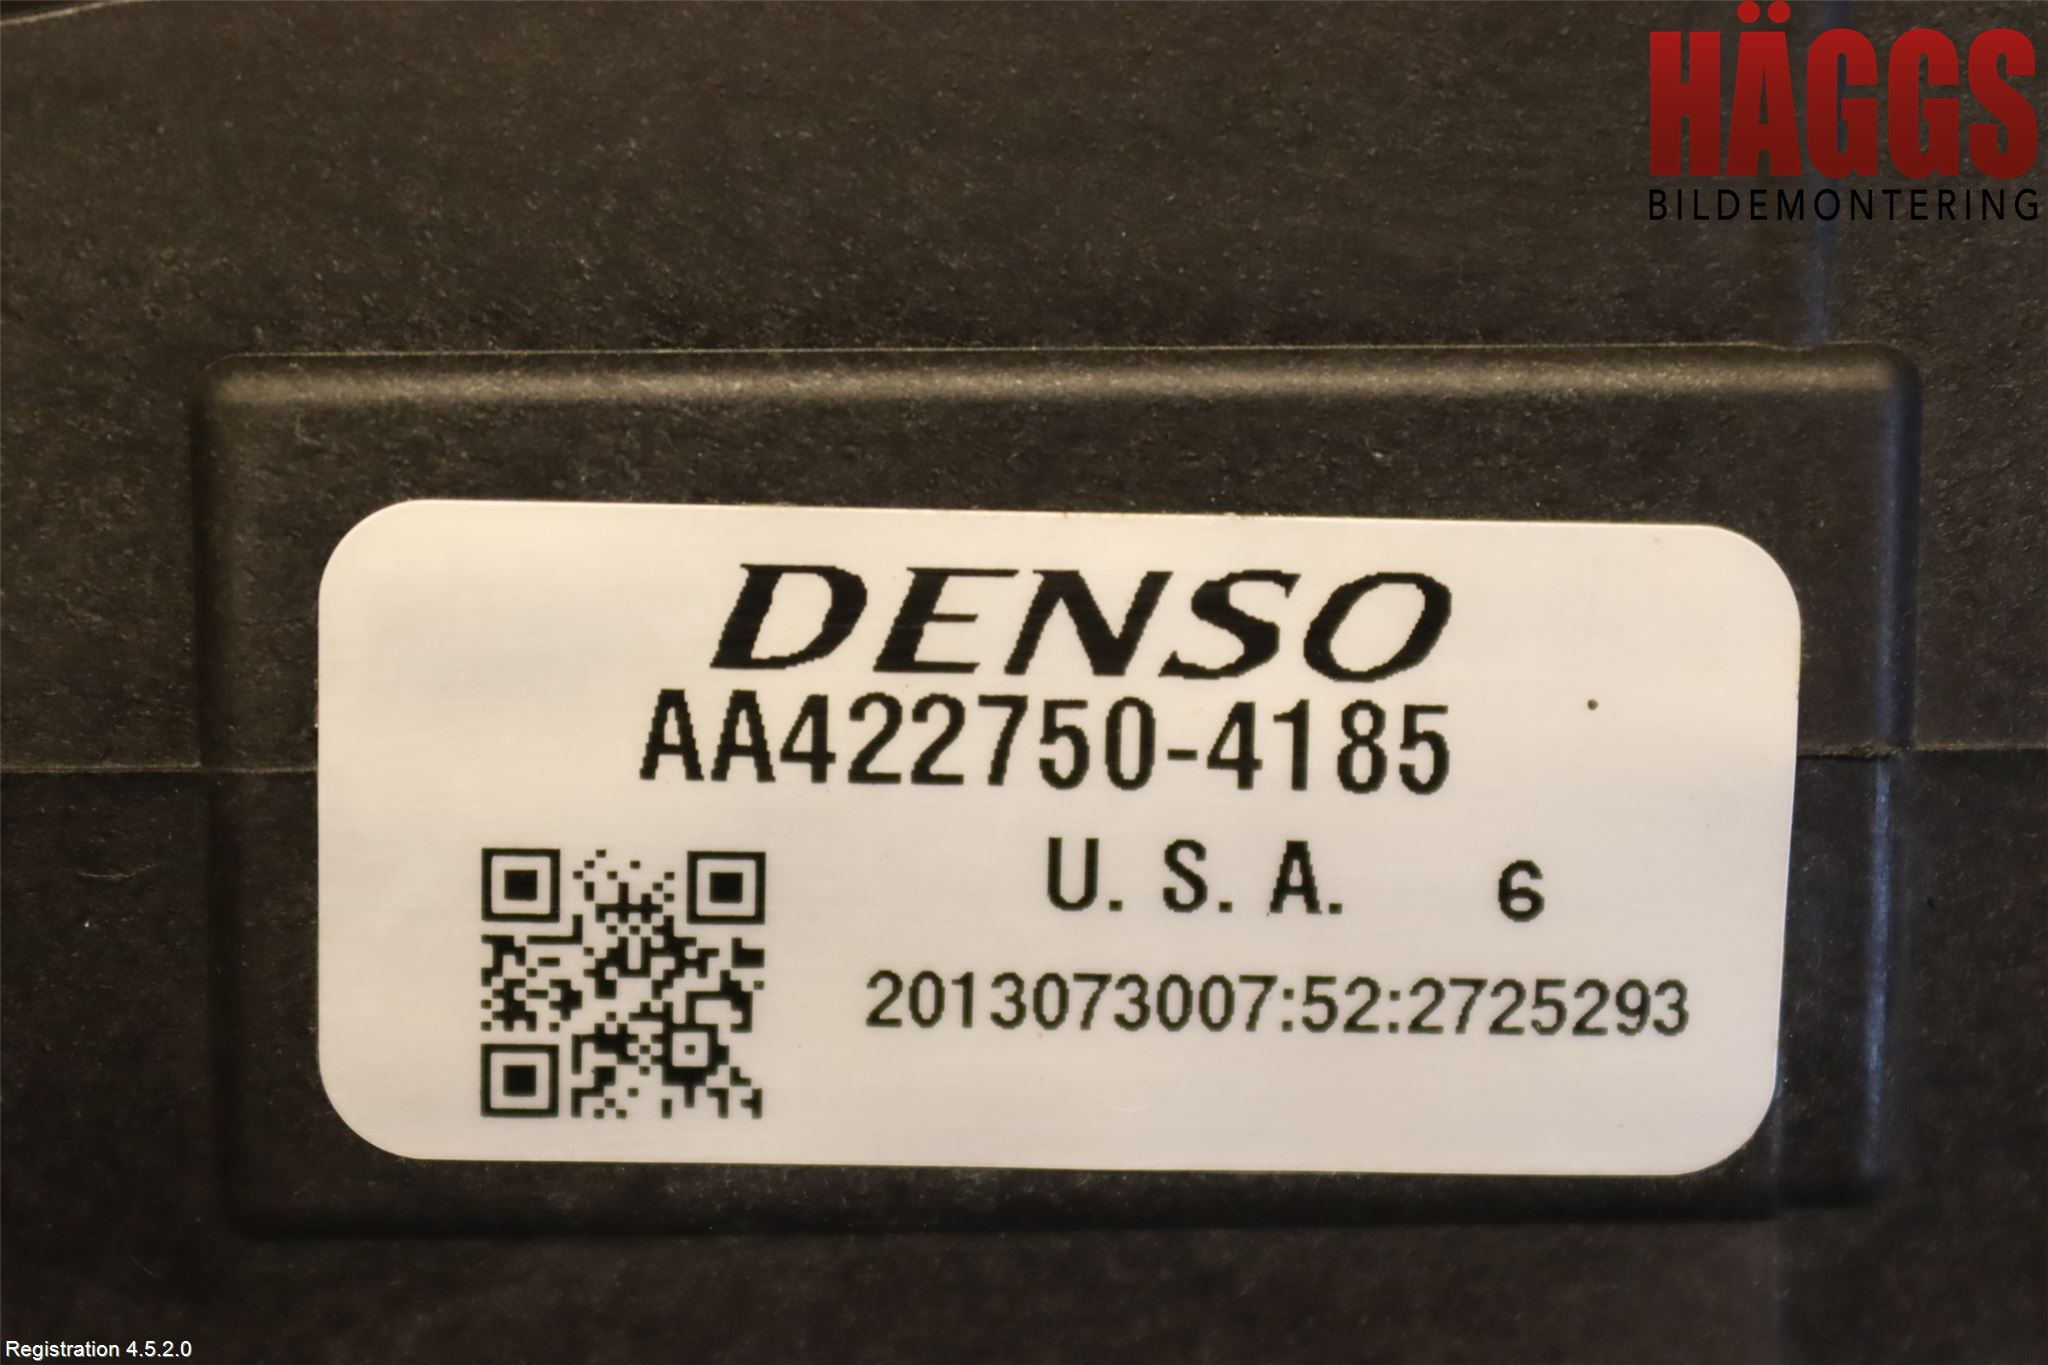 HÄGGS
BILDEMONTERING
DENSO
AA422750-4185
U. S. A. 6
2013073007:52:2725293
Registration 4.5.2.0